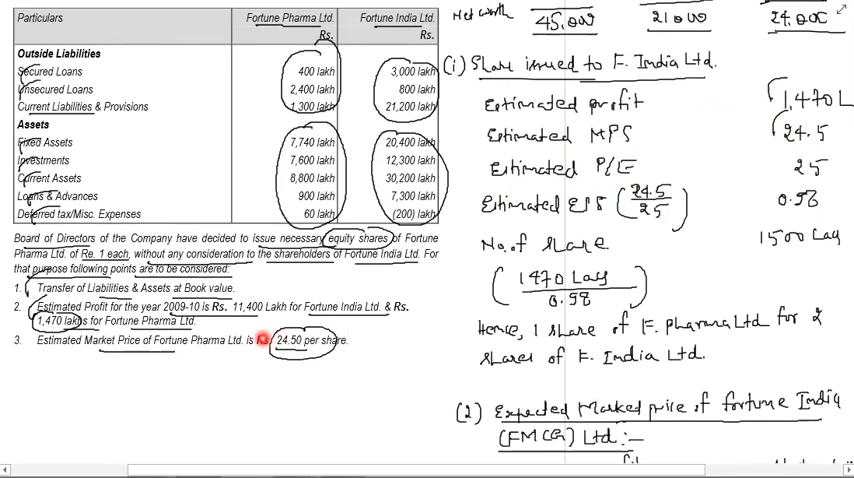 Particulars Fortune Pharma Ltd. Fortune India Ltd.
Rs. Rs.
Outside Liabilities
Secured Loans 400 lakh 3,000 lakh
Unsecured Loans 2,400 lakh 800 lakh
Current Liabilities & Provisions 1,300 lakh 21,200 lakh
Assets
Fixed Assets 7,740 lakh 20,400 lakh
Investments 7,600 lakh 12,300 lakh
Current Assets 8,800 lakh 30,200 lakh
Loans & Advances 900 lakh 7,300 lakh
Deferred tax/Misc. Expenses 60 lakh (200) lakh
Board of Directors of the Company have decided to issue necessary equity shares of Fortune
Pharma Ltd. of Re. 1 each, without any consideration to the shareholders of Fortune India Ltd. For
that purpose following points are to be considered:
1. Transfer of Liabilities & Assets at Book value.
2. Estimated Profit for the year 2009-10 is Rs. 11,400 Lakh for Fortune India Ltd. & Rs.
1,470 lakhs for Fortune Pharma Ltd.
3. Estimated Market Price of Fortune Pharma Ltd. is Rs. 24.50 per share.
Net worth 45,000 21000 24,000
(1) Share issued to F. India Ltd.
Estimated profit 1,470 L
Estimated MPS 24.5
Estimated P/E 25
Estimated EPS (24.5/25) 0.98
No. of share 1500 Lacs
(1470 Lacs/0.98)
Hence, 1 share of F. Pharma Ltd for 2
shares of F. India Ltd.
(2) Expected Market price of fortune India
(FMCG) Ltd :-